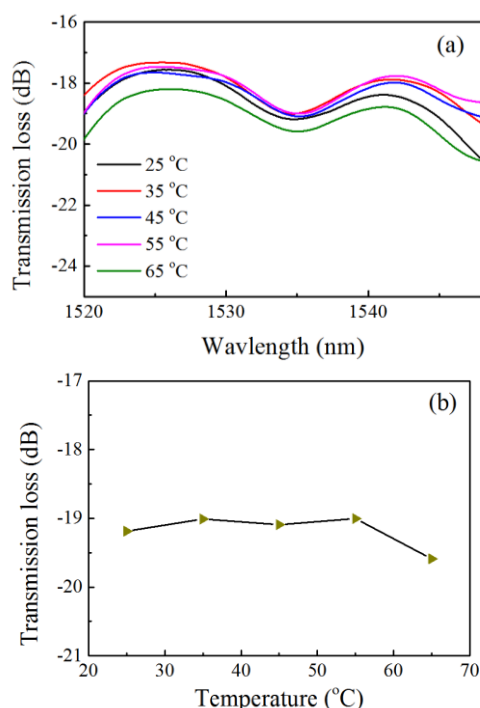 -16
(a)
-18
-20
-22
-24
Transmission loss (dB)
25 °C
35 °C
45 °C
55 °C
65 °C
1520 1530 1540
Wavlength (nm)
-17
(b)
-18
-19
-20
-21
Transmission loss (dB)
20 30 40 50 60 70
Temperature (°C)